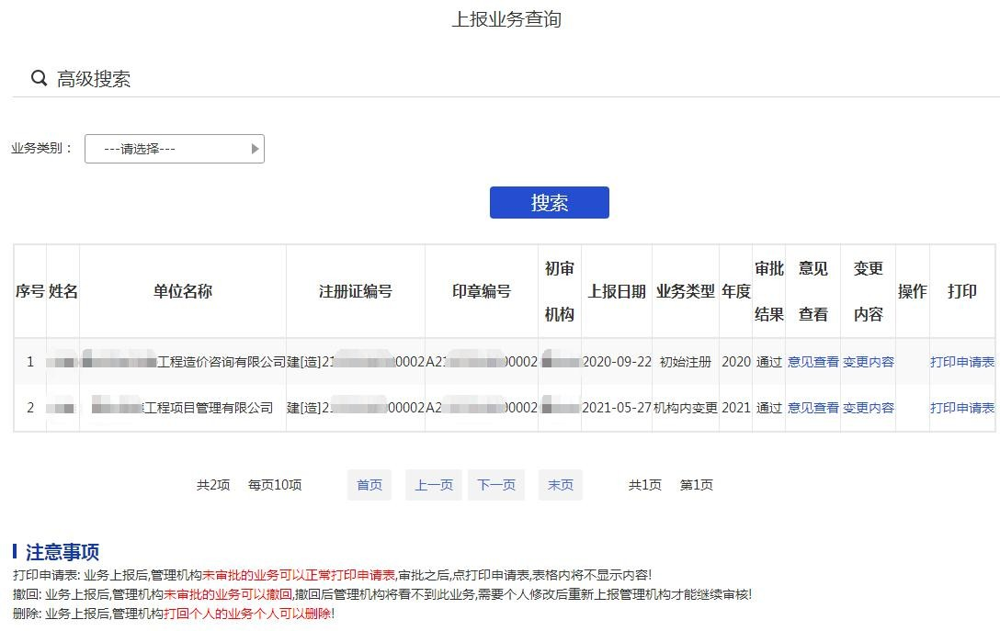 上报业务查询
高级搜索
业务类别： ---请选择---
搜索
序号 姓名 单位名称 注册证编号 印章编号 初审机构 上报日期 业务类型 年度 审批结果 意见查看 变更内容 操作 打印
1 工程造价咨询有限公司 建[造]21 0002 A21 00002 2020-09-22 初始注册 2020 通过 意见查看 变更内容 打印申请表
2 工程项目管理有限公司 建[造]21 00002 A2 0002 2021-05-27 机构内变更 2021 通过 意见查看 变更内容 打印申请表
共2项 每页10项 首页 上一页 下一页 末页 共1页 第1页
注意事项
打印申请表: 业务上报后,管理机构未审批的业务可以正常打印申请表,审批之后,点打印申请表,表格内将不显示内容!
撤回: 业务上报后,管理机构未审批的业务可以撤回,撤回后管理机构将看不到此业务,需要个人修改后重新上报管理机构才能继续审核!
删除: 业务上报后,管理机构打回个人的业务个人可以删除!